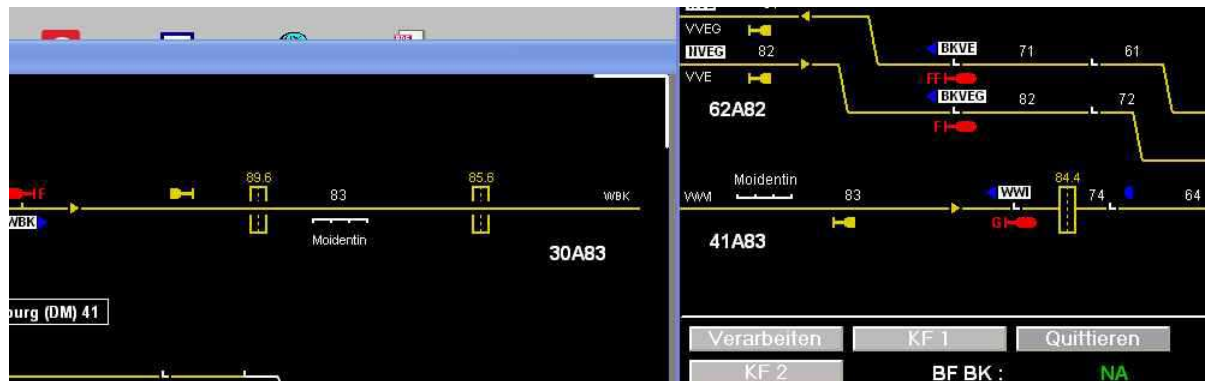 VVEG
IIVEG 82
VVE
62A82
BKVE 71 61
FF
BKVEG 82 72
F
F
89.6
83
85.6
WBK
WBK
Moidentin
30A83
burg (DM) 41
Moidentin
VWM 83
WWI
84.4
74 64
G
41A83
Verarbeiten KF 1 Quittieren
KF 2 BF BK : NA